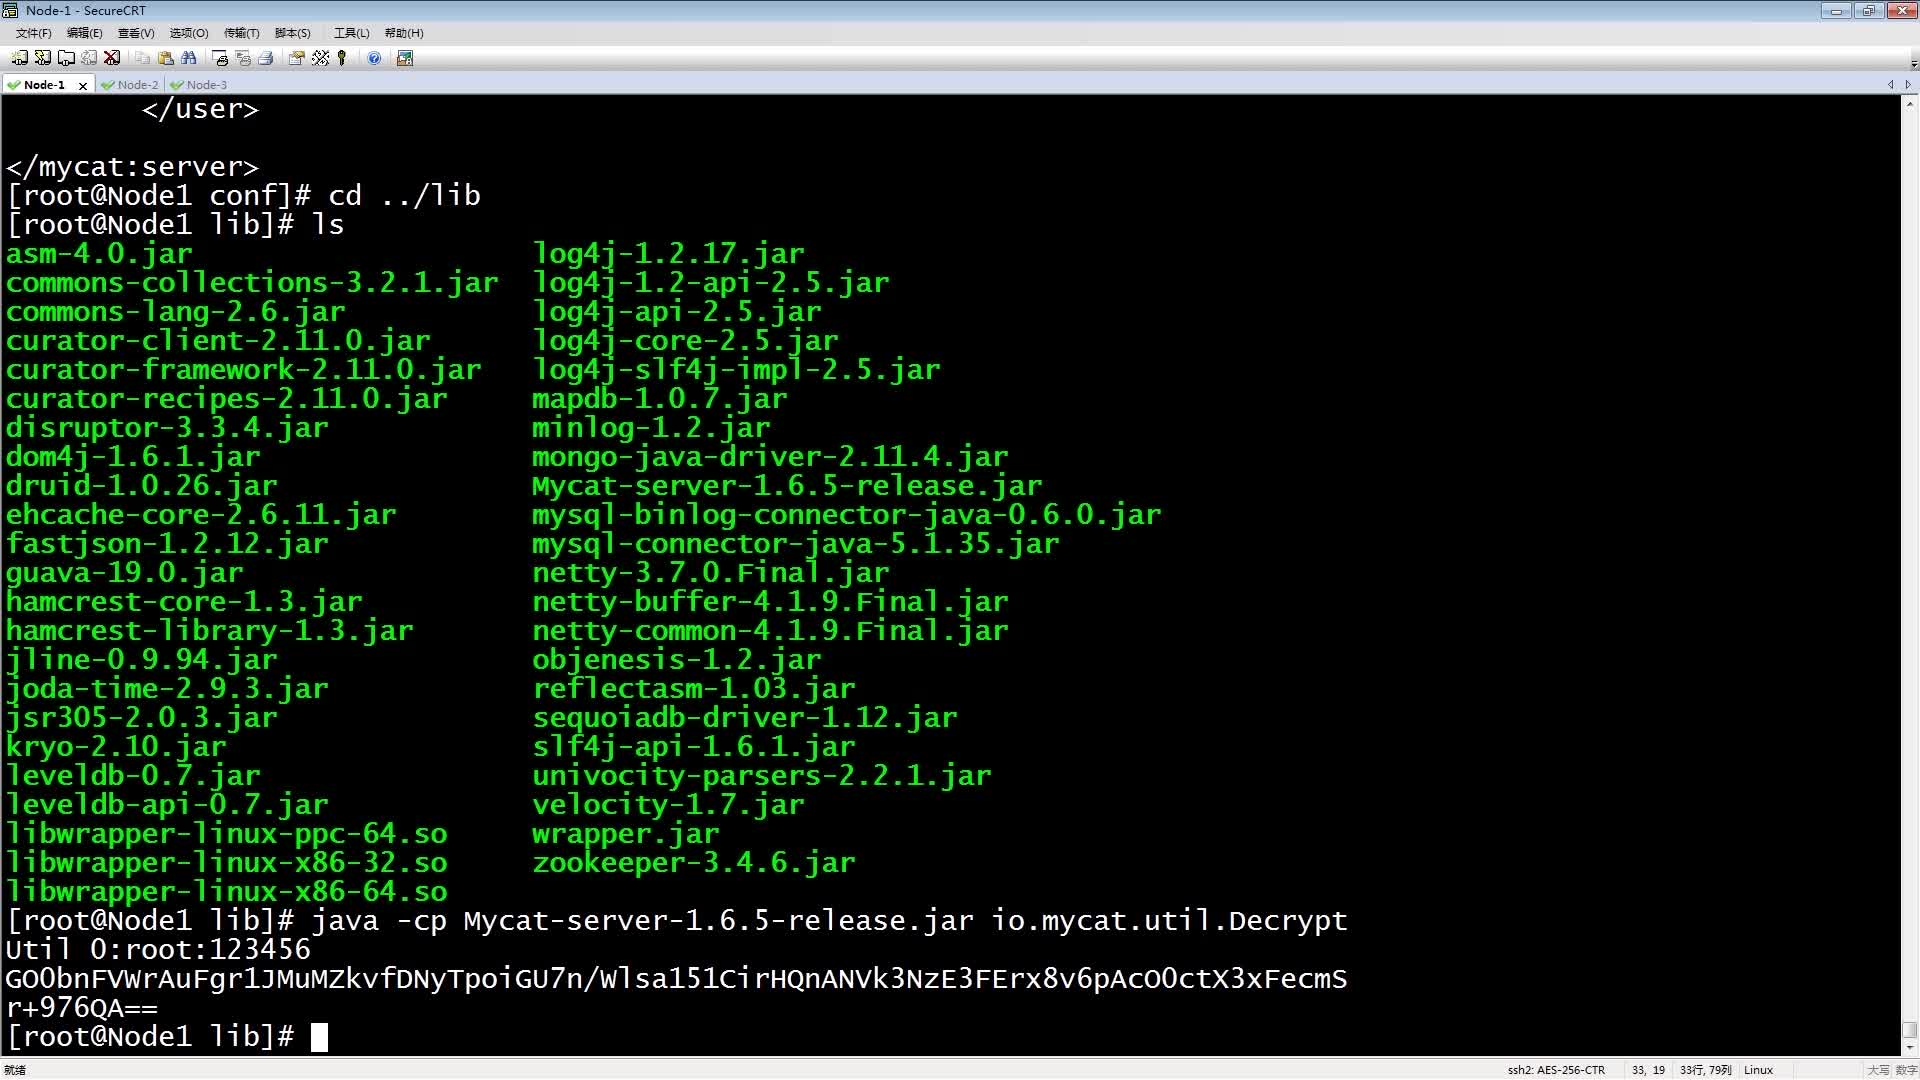 Node-1 - SecureCRT
文件(F) 编辑(E) 查看(V) 选项(O) 传输(T) 脚本(S) 工具(L) 帮助(H)
Node-1 Node-2 Node-3
</user>
</mycat:server>
[root@Node1 conf]# cd ../lib
[root@Node1 lib]# ls
asm-4.0.jar log4j-1.2.17.jar
commons-collections-3.2.1.jar log4j-1.2-api-2.5.jar
commons-lang-2.6.jar log4j-api-2.5.jar
curator-client-2.11.0.jar log4j-core-2.5.jar
curator-framework-2.11.0.jar log4j-slf4j-impl-2.5.jar
curator-recipes-2.11.0.jar mapdb-1.0.7.jar
disruptor-3.3.4.jar minlog-1.2.jar
dom4j-1.6.1.jar mongo-java-driver-2.11.4.jar
druid-1.0.26.jar Mycat-server-1.6.5-release.jar
ehcache-core-2.6.11.jar mysql-binlog-connector-java-0.6.0.jar
fastjson-1.2.12.jar mysql-connector-java-5.1.35.jar
guava-19.0.jar netty-3.7.0.Final.jar
hamcrest-core-1.3.jar netty-buffer-4.1.9.Final.jar
hamcrest-library-1.3.jar netty-common-4.1.9.Final.jar
jline-0.9.94.jar objenesis-1.2.jar
joda-time-2.9.3.jar reflectasm-1.03.jar
jsr305-2.0.3.jar sequoiadb-driver-1.12.jar
kryo-2.10.jar slf4j-api-1.6.1.jar
leveldb-0.7.jar univocity-parsers-2.2.1.jar
leveldb-api-0.7.jar velocity-1.7.jar
libwrapper-linux-ppc-64.so wrapper.jar
libwrapper-linux-x86-32.so zookeeper-3.4.6.jar
libwrapper-linux-x86-64.so
[root@Node1 lib]# java -cp Mycat-server-1.6.5-release.jar io.mycat.util.Decrypt
Util 0:root:123456
GO0bnFVWrAuFgr1JMuMZkvfDNyTpoiGU7n/Wlsa151CirHQnANVk3NzE3FErx8v6pAcO0ctX3xFecmS
r+976QA==
[root@Node1 lib]#
就绪 ssh2: AES-256-CTR 33, 19 33行, 79列 Linux 大写 数字